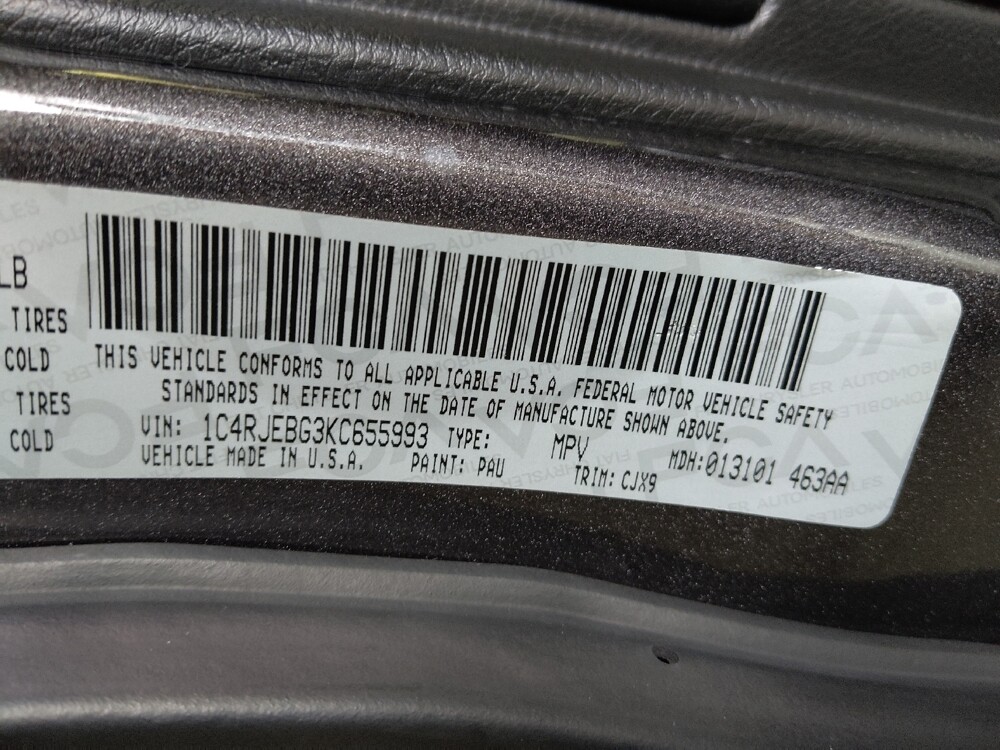 LB
TIRES
COLD
TIRES
COLD
THIS VEHICLE CONFORMS TO ALL APPLICABLE U.S.A. FEDERAL MOTOR VEHICLE SAFETY
STANDARDS IN EFFECT ON THE DATE OF MANUFACTURE SHOWN ABOVE.
VIN: 1C4RJEBG3KC655993 TYPE: MPV MDH:013101 463AA
VEHICLE MADE IN U.S.A. PAINT: PAU TRIM: CJX9